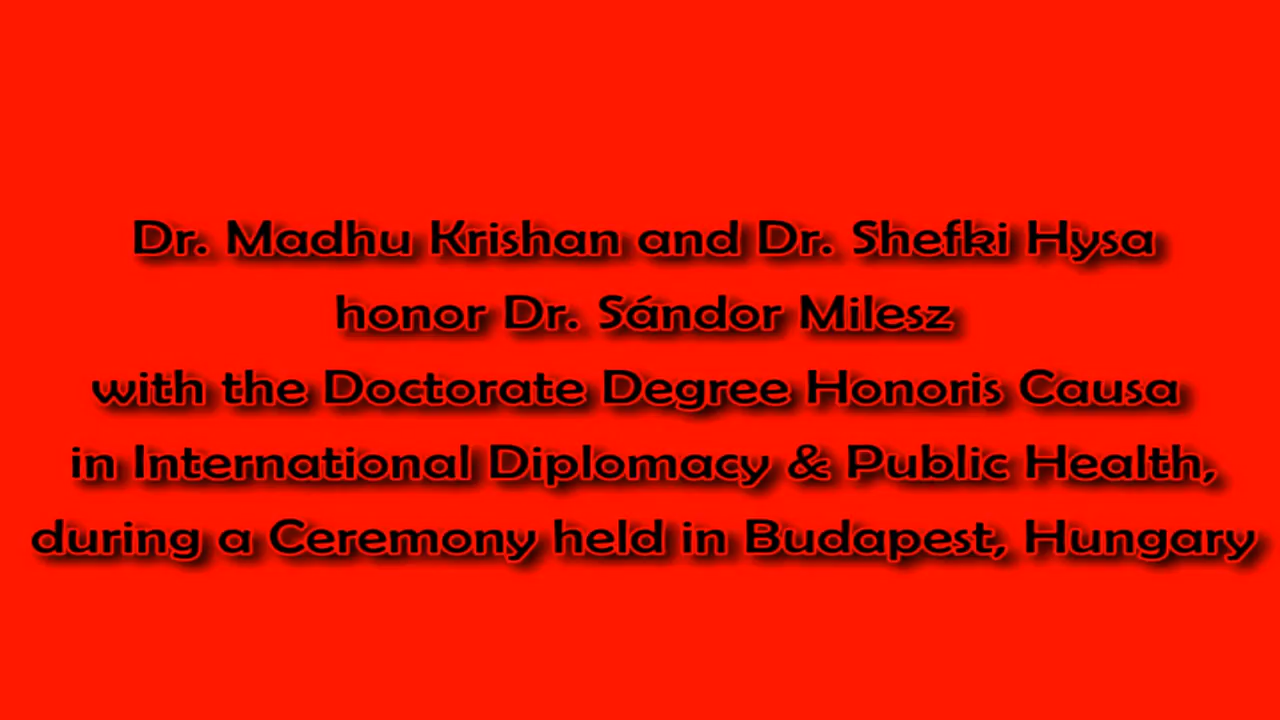 Dr. Madhu Krishan and Dr. Shefki Hysa
honor Dr. Sándor Milesz
with the Doctorate Degree Honoris Causa
in International Diplomacy & Public Health,
during a Ceremony held in Budapest, Hungary